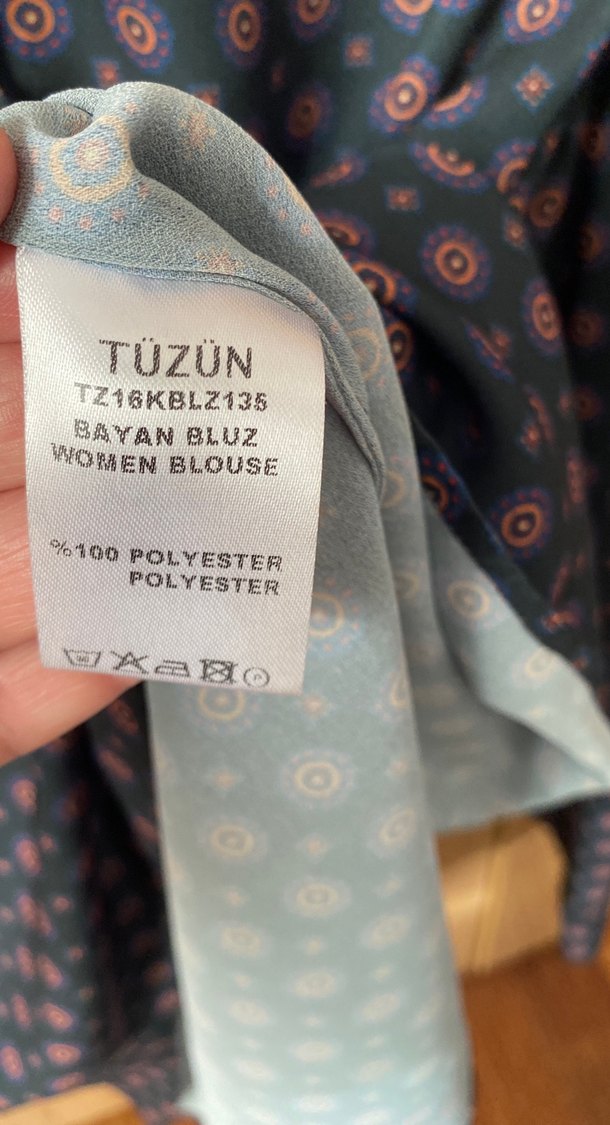 TÜZÜN
TZ16KBLZ135
BAYAN BLUZ
WOMEN BLOUSE
%100 POLYESTER
POLYESTER
P